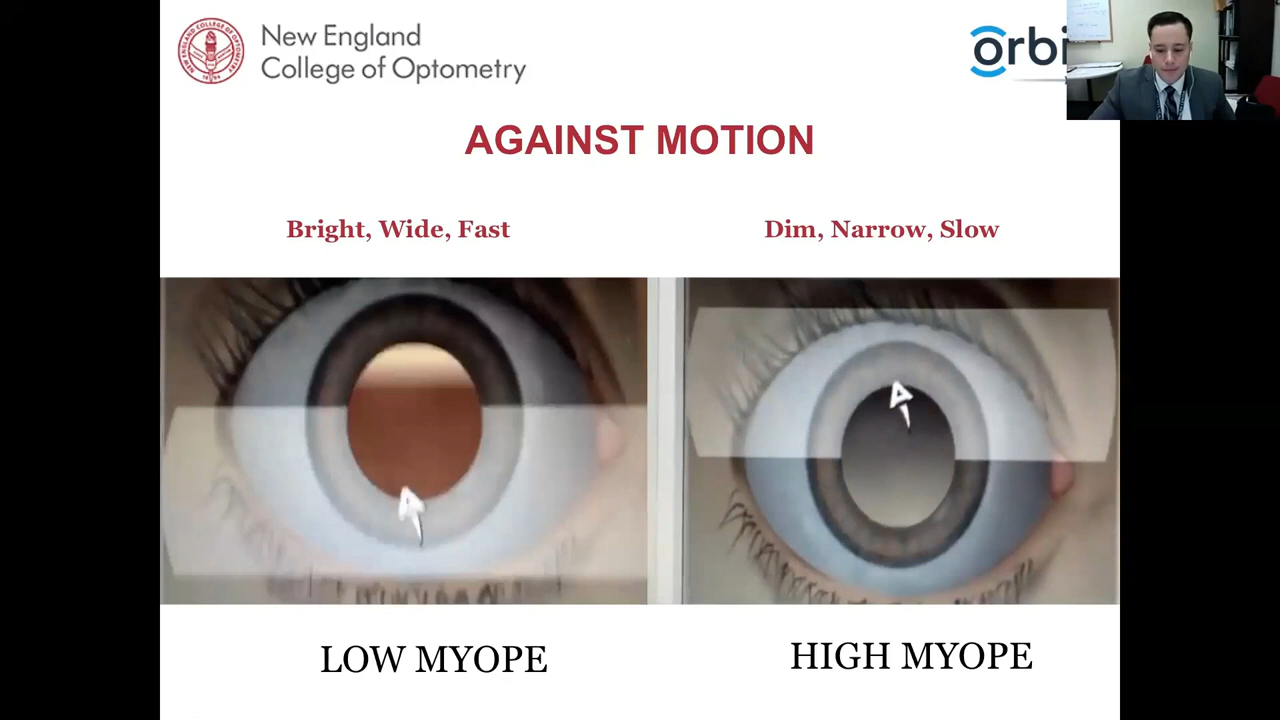 New England
College of Optometry
orbi
AGAINST MOTION
Bright, Wide, Fast
Dim, Narrow, Slow
LOW MYOPE
HIGH MYOPE